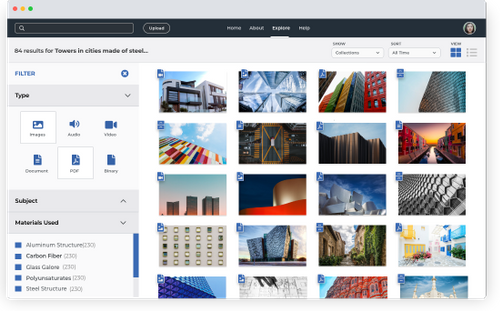 Upload
Home
About
Explore
Help
84 results for Towers in cities made of steel...
SHOW
Collections
SORT
All Time
VIEW
FILTER
Type
Images
Audio
Video
Document
PDF
Binary
Subject
Materials Used
Aluminum Structure(230)
Carbon Fiber (230)
Glass Galore (230)
Polyunsaturates (230)
Steel Structure (230)